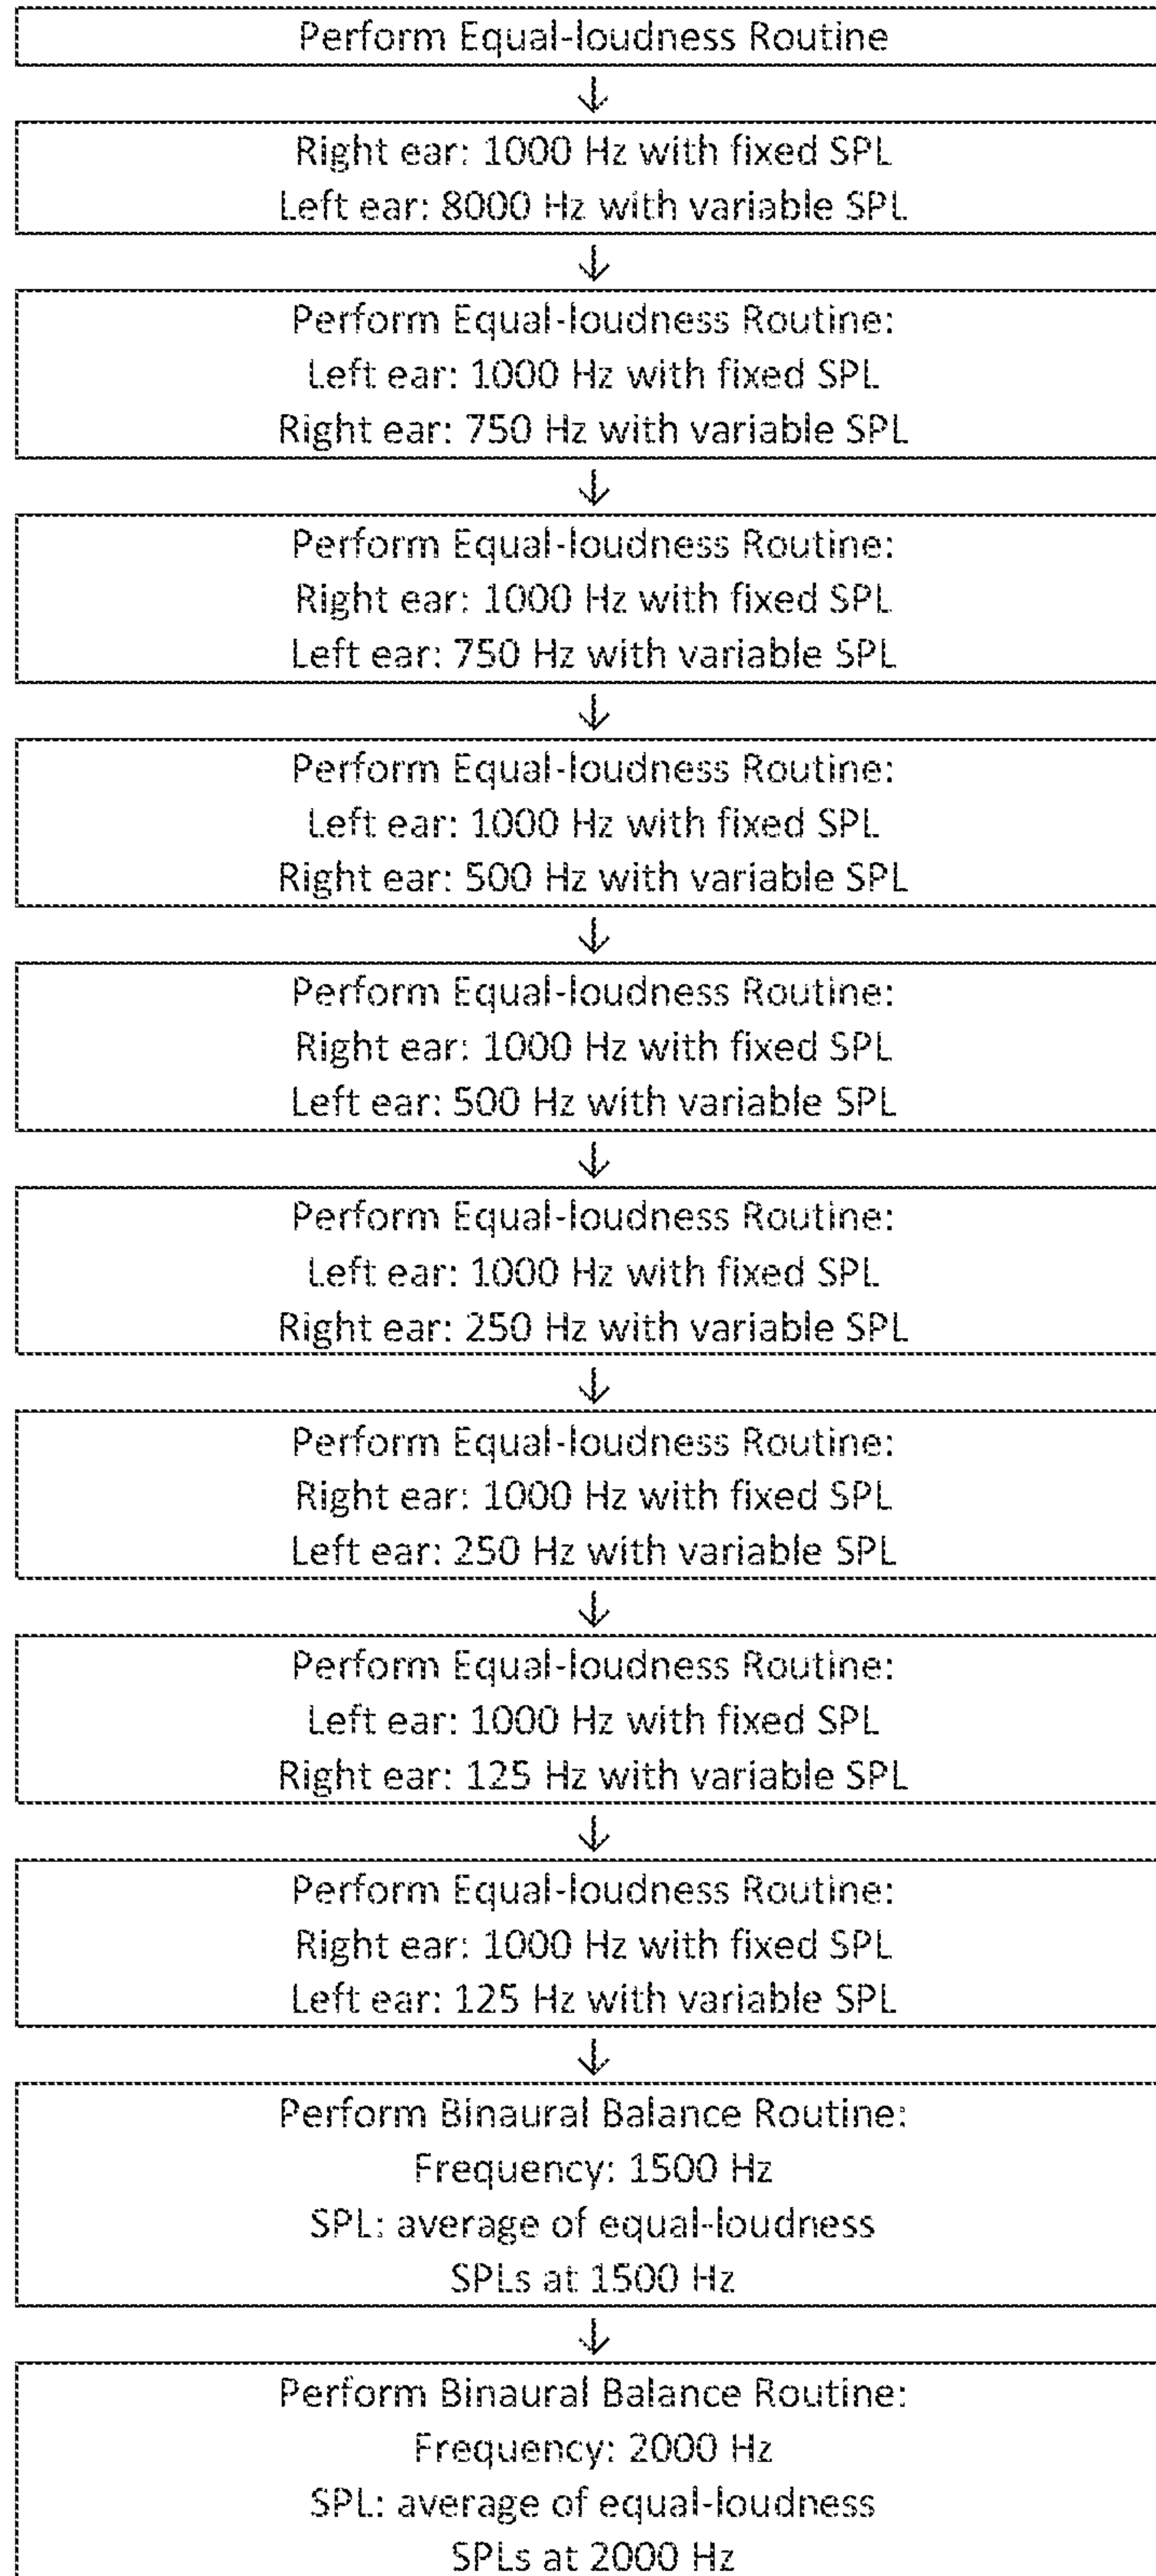 Perform Equal-loudness Routine
↓
Right ear: 1000 Hz with fixed SPL
Left ear: 8000 Hz with variable SPL
↓
Perform Equal-loudness Routine:
Left ear: 1000 Hz with fixed SPL
Right ear: 750 Hz with variable SPL
↓
Perform Equal-loudness Routine:
Right ear: 1000 Hz with fixed SPL
Left ear: 750 Hz with variable SPL
↓
Perform Equal-loudness Routine:
Left ear: 1000 Hz with fixed SPL
Right ear: 500 Hz with variable SPL
↓
Perform Equal-loudness Routine:
Right ear: 1000 Hz with fixed SPL
Left ear: 500 Hz with variable SPL
↓
Perform Equal-loudness Routine:
Left ear: 1000 Hz with fixed SPL
Right ear: 250 Hz with variable SPL
↓
Perform Equal-loudness Routine:
Right ear: 1000 Hz with fixed SPL
Left ear: 250 Hz with variable SPL
↓
Perform Equal-loudness Routine:
Left ear: 1000 Hz with fixed SPL
Right ear: 125 Hz with variable SPL
↓
Perform Equal-loudness Routine:
Right ear: 1000 Hz with fixed SPL
Left ear: 125 Hz with variable SPL
↓
Perform Binaural Balance Routine:
Frequency: 1500 Hz
SPL: average of equal-loudness
SPLs at 1500 Hz
↓
Perform Binaural Balance Routine:
Frequency: 2000 Hz
SPL: average of equal-loudness
SPLs at 2000 Hz